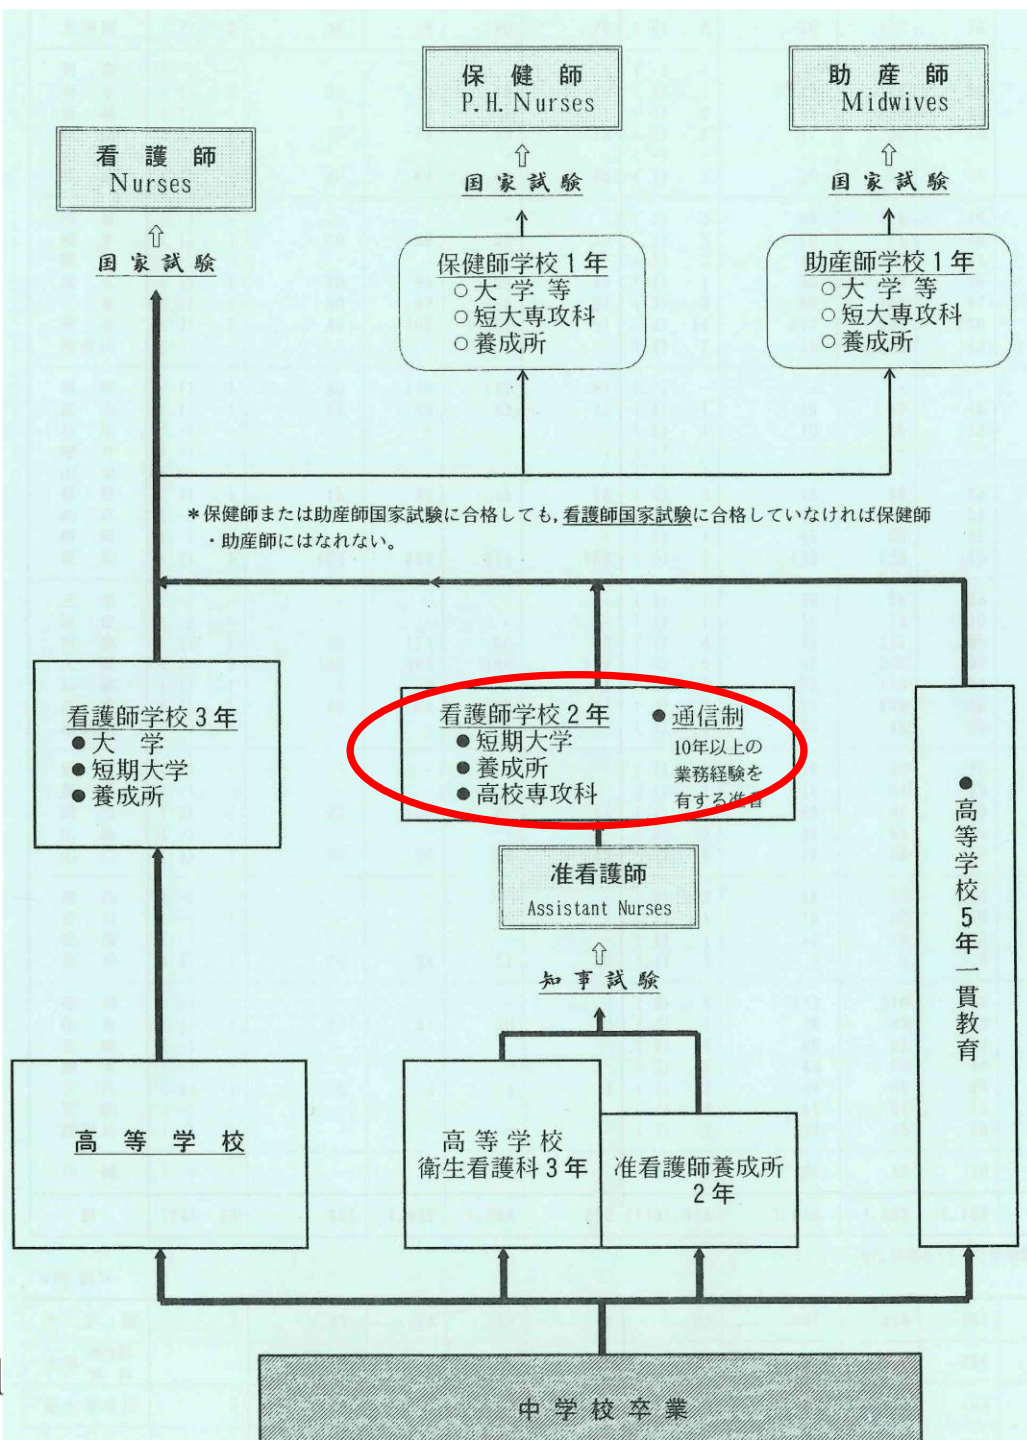 保健師
P.H. Nurses
助産師
Midwives
看護師
Nurses
国家試験
国家試験
国家試験
保健師学校1年
○大学等
○短大専攻科
○養成所
助産師学校1年
○大学等
○短大専攻科
○養成所
*保健師または助産師国家試験に合格しても,看護師国家試験に合格していなければ保健師
・助産師にはなれない。
看護師学校3年
●大学
●短期大学
●養成所
看護師学校2年
●短期大学
●養成所
●高校専攻科
●通信制
10年以上の
業務経験を
有する准看
●高等学校5年一貫教育
准看護師
Assistant Nurses
知事試験
高等学校
高等学校
衛生看護科3年
准看護師養成所
2年
中学校卒業